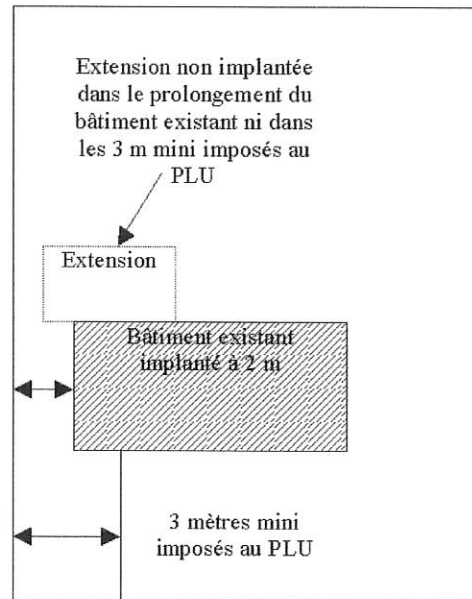 Extension non implantée
dans le prolongement du
bâtiment existant ni dans
les 3 m mini imposés au
PLU
Extension
Bâtiment existant
implanté à 2 m
3 mètres mini
imposés au PLU